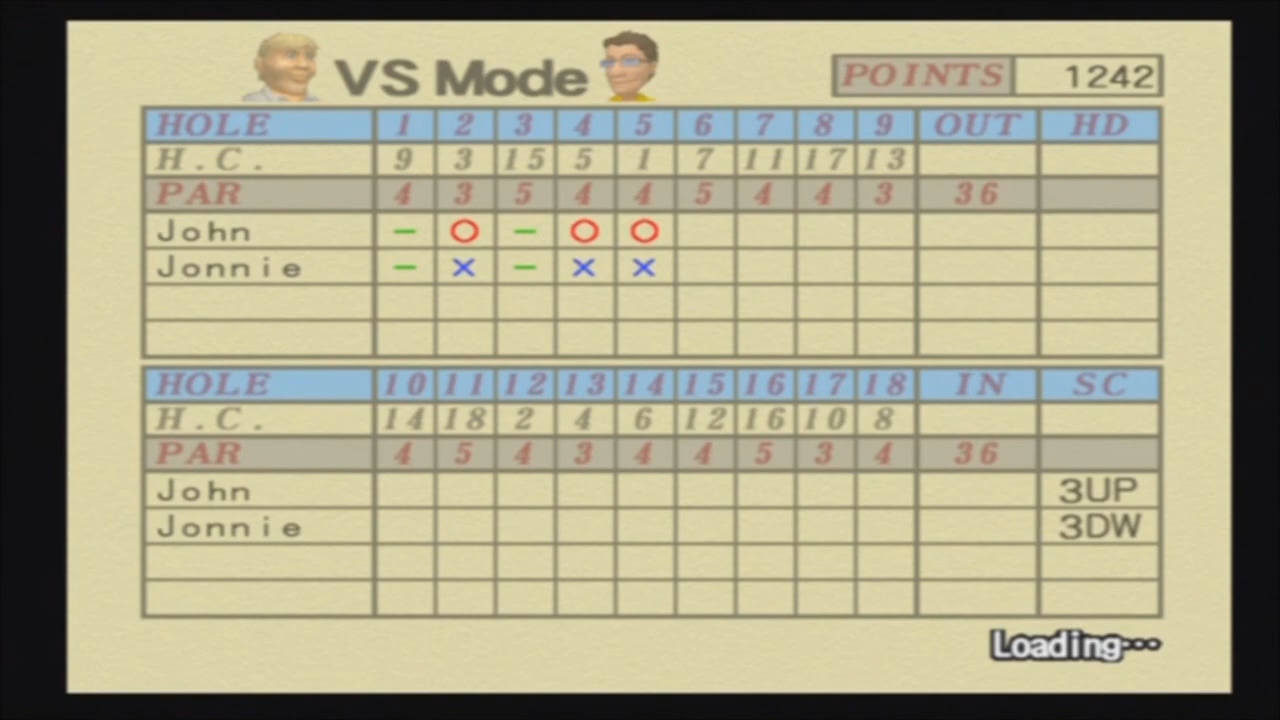 VS Mode POINTS 1242
HOLE 1 2 3 4 5 6 7 8 9 OUT HD
H.C. 9 3 15 5 1 7 11 17 13
PAR 4 3 5 4 4 5 4 4 3 36
John – O – O O
Jonnie – X – X X
HOLE 10 11 12 13 14 15 16 17 18 IN SC
H.C. 14 18 2 4 6 12 16 10 8
PAR 4 5 4 3 4 4 5 3 4 36
John 3UP
Jonnie 3DW
Loading...